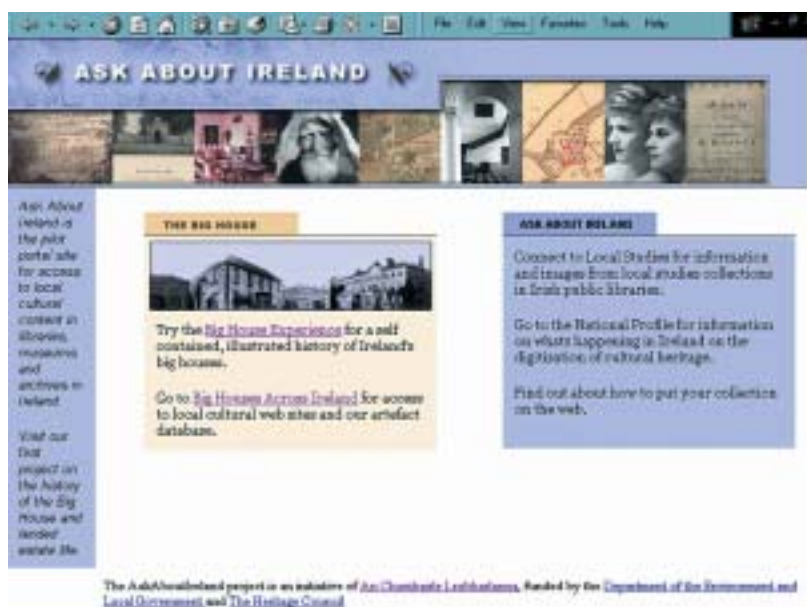 File Edit View Favorites Tools Help
ASK ABOUT IRELAND
Ask About
Ireland is
the pilot
portal site
for access
to local
cultural
content in
libraries,
museums
and
archives in
Ireland
Visit our
first
project on
the history
of the Big
House and
landed
estate life
THE BIG HOUSE
Try the Big House Experience for a self
contained, illustrated history of Ireland's
big houses.
Go to Big Houses Across Ireland for access
to local cultural web sites and our artefact
database.
ASK ABOUT IRELAND
Connect to Local Studies for information
and images from local studies collections
in Irish public libraries.
Go to the National Profile for information
on whats happening in Ireland on the
digitisation of cultural heritage.
Find out about how to put your collection
on the web.
The AskAboutIreland project is an initiative of An Chomhairle Leabharlanna, funded by the Department of the Environment and
Local Government and The Heritage Council